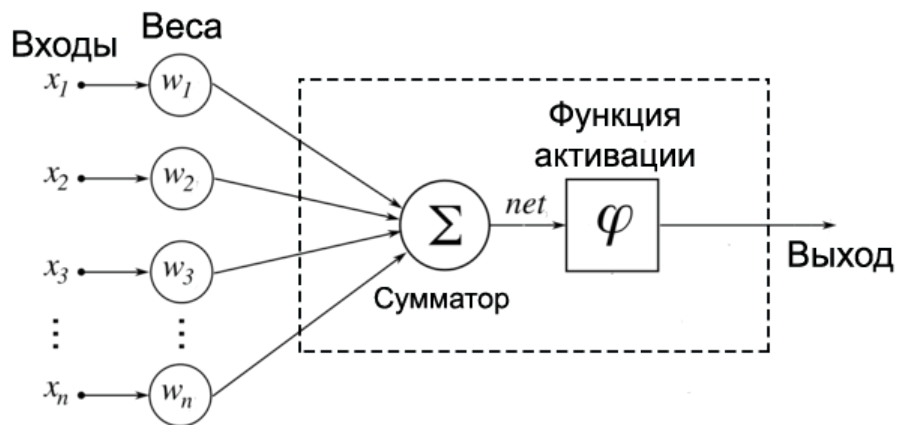 Входы
Веса
x1
w1
x2
w2
x3
w3
xn
wn
Σ
Сумматор
net
Функция
активации
φ
Выход